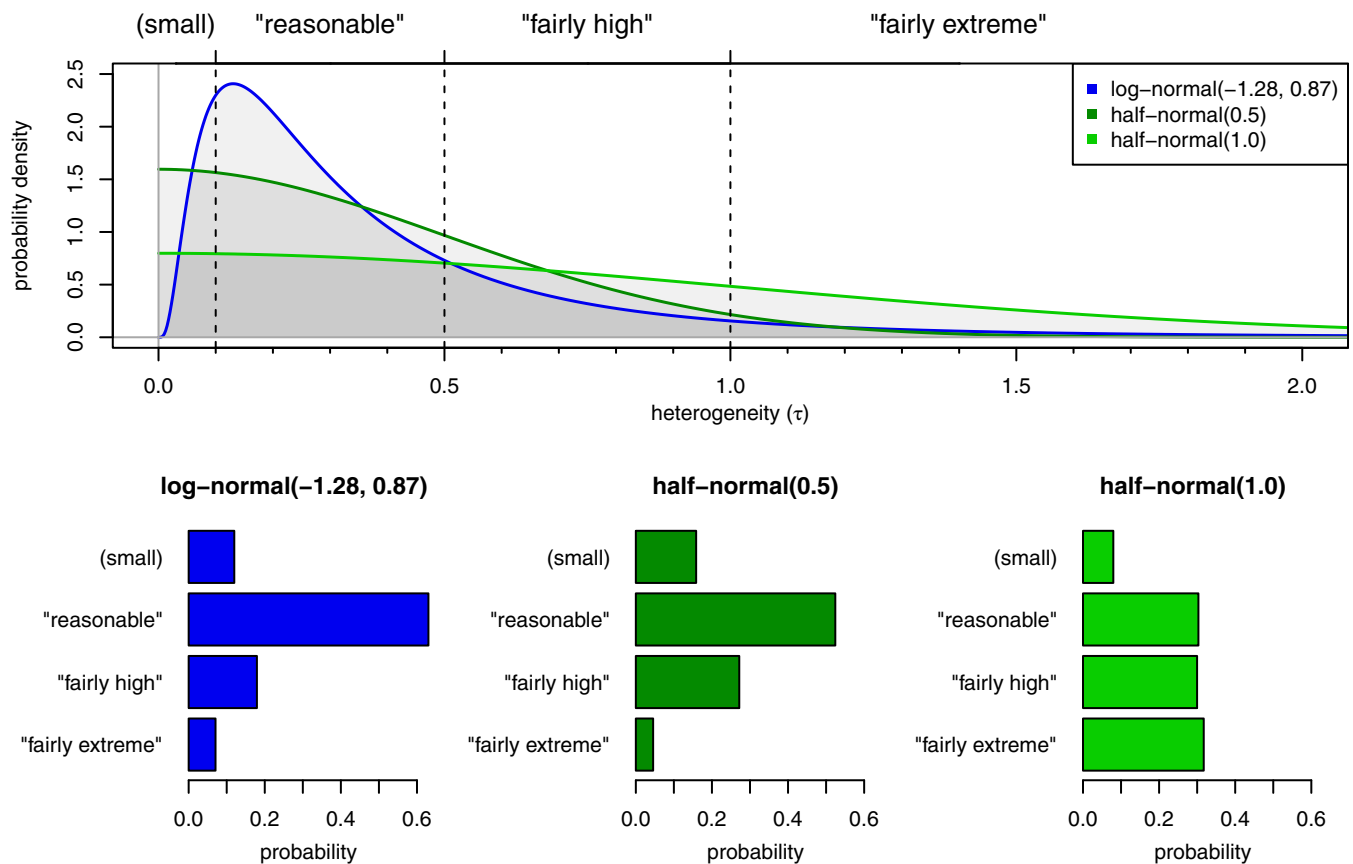 (small) "reasonable" "fairly high" "fairly extreme"
log−normal(−1.28, 0.87)
half−normal(0.5)
half−normal(1.0)
probability density
2.5
2.0
1.5
1.0
0.5
0.0
0.0 0.5 1.0 1.5 2.0
heterogeneity (τ)
log−normal(−1.28, 0.87)
(small)
"reasonable"
"fairly high"
"fairly extreme"
0.0 0.2 0.4 0.6
probability
half−normal(0.5)
(small)
"reasonable"
"fairly high"
"fairly extreme"
0.0 0.2 0.4 0.6
probability
half−normal(1.0)
(small)
"reasonable"
"fairly high"
"fairly extreme"
0.0 0.2 0.4 0.6
probability